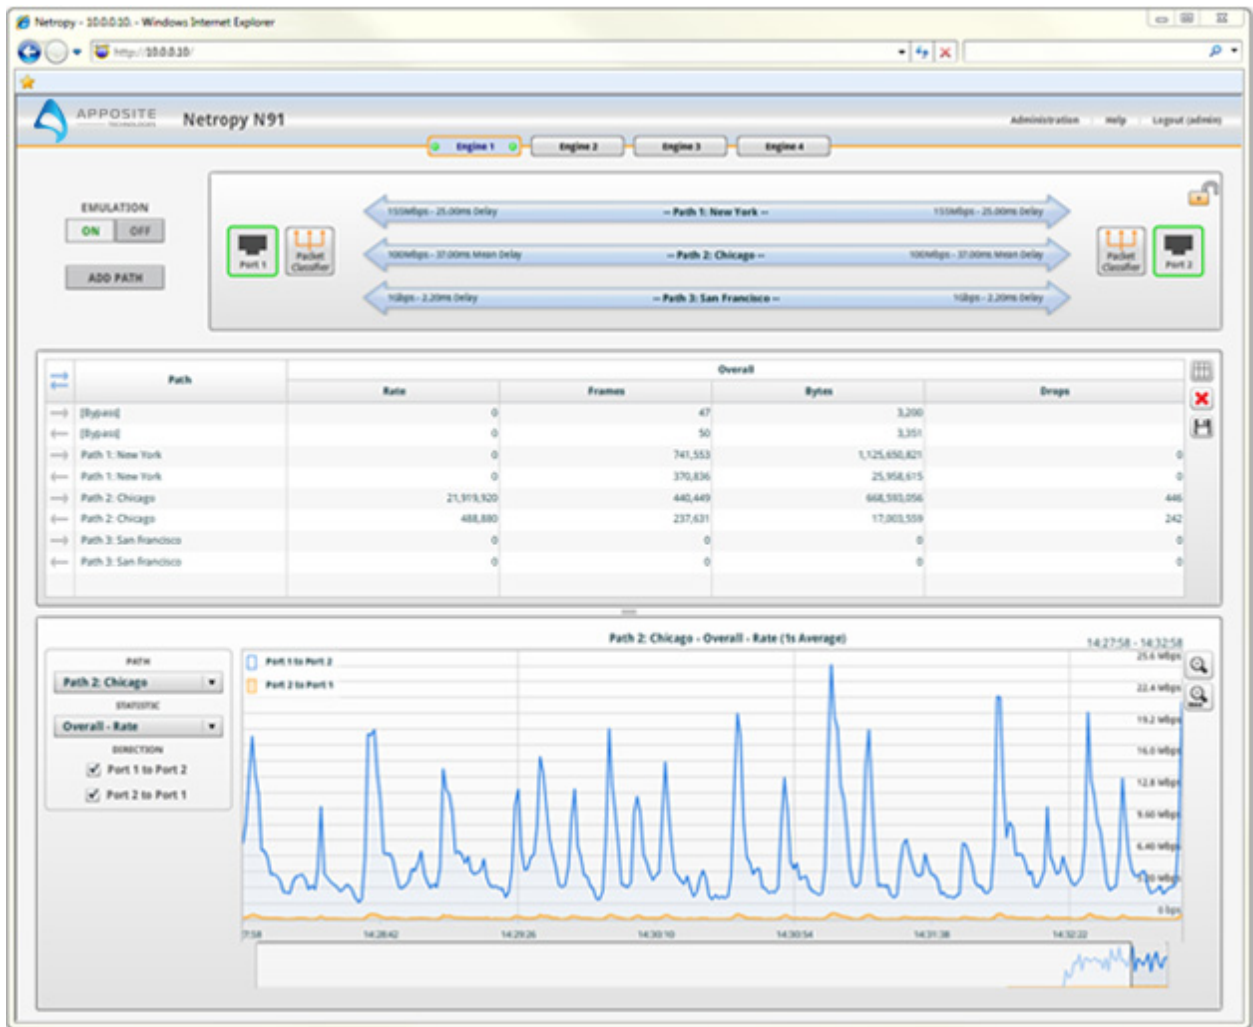 Netropy - 10.0.0.10. - Windows Internet Explorer
http://10.0.0.10/
APPOSITE
TECHNOLOGIES
Netropy N91
Administration Help Logout (admin)
Engine 1 Engine 2 Engine 3 Engine 4
EMULATION
ON OFF
ADD PATH
Port 1
Packet Classifier
155Mbps - 25.00ms Delay -- Path 1: New York -- 155Mbps - 25.00ms Delay
100Mbps - 37.00ms Mean Delay -- Path 2: Chicago -- 100Mbps - 37.00ms Mean Delay
1Gbps - 2.20ms Delay -- Path 3: San Francisco -- 1Gbps - 2.20ms Delay
Packet Classifier
Port 2
Path Overall
Rate Frames Bytes Drops
[Bypass] 0 47 3,200
[Bypass] 0 50 3,351
Path 1: New York 0 741,553 1,125,650,821 0
Path 1: New York 0 370,836 25,958,615 0
Path 2: Chicago 21,919,920 440,449 668,593,056 446
Path 2: Chicago 488,880 237,631 17,003,559 242
Path 3: San Francisco 0 0 0 0
Path 3: San Francisco 0 0 0 0
Path 2: Chicago - Overall - Rate (1s Average)
14:27:58 - 14:32:58
PATH
Path 2: Chicago
STATISTIC
Overall - Rate
DIRECTION
Port 1 to Port 2
Port 2 to Port 1
Port 1 to Port 2
Port 2 to Port 1
25.6 Mbps
22.4 Mbps
19.2 Mbps
16.0 Mbps
12.8 Mbps
9.60 Mbps
6.40 Mbps
3.20 Mbps
0 bps
7:58 14:28:42 14:29:26 14:30:10 14:30:54 14:31:38 14:32:22